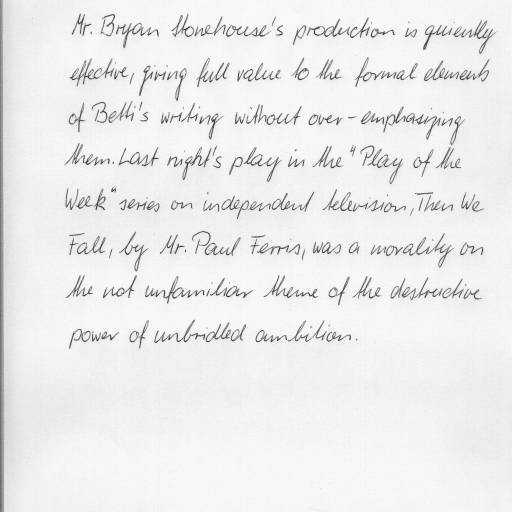 Mr. Bryan Stonehouse's production is quiently
effective, giving full value to the formal elements
of Betti's writing without over-emphasizing
them. Last night's play in the "Play of the
Week" series on independent television, Then We
Fall, by Mr. Paul Ferris, was a morality on
the not unfamiliar theme of the destructive
power of unbridled ambition.